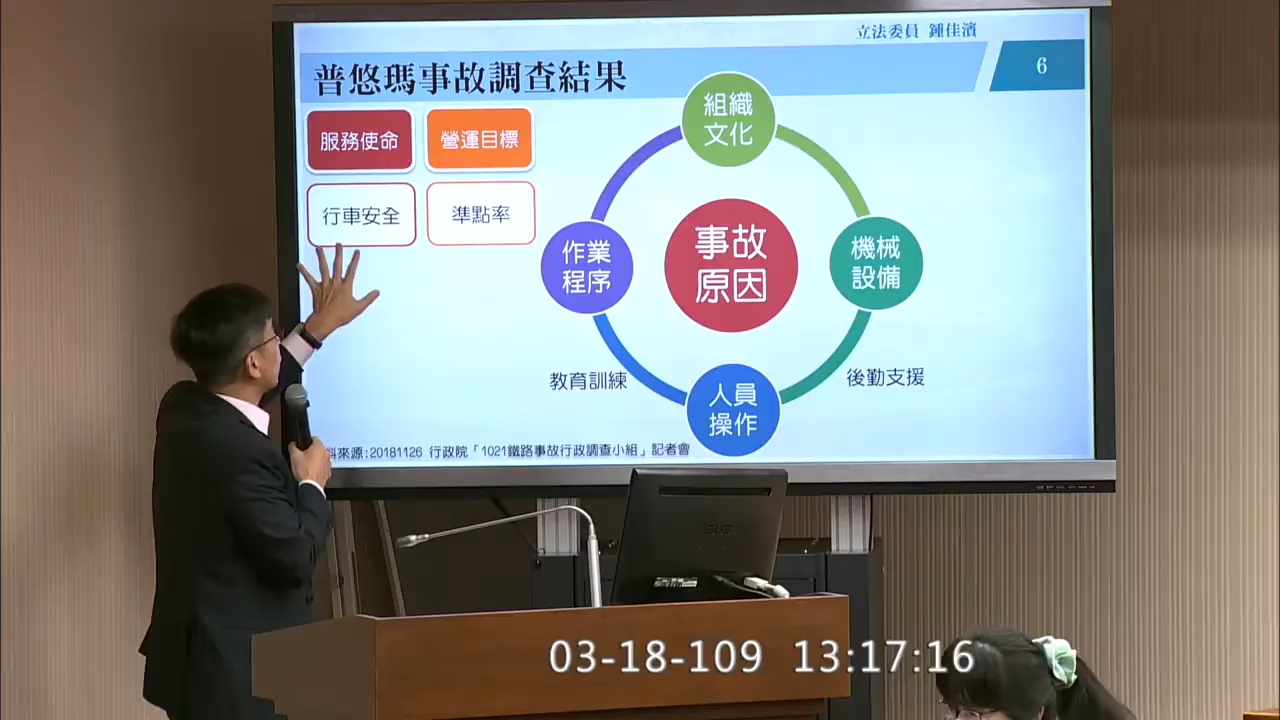 立法委員 鍾佳濱
普悠瑪事故調查結果
6
服務使命
營運目標
行車安全
準點率
組織
文化
作業
程序
事故
原因
機械
設備
教育訓練
人員
操作
後勤支援
來源:20181126 行政院「1021鐵路事故行政調查小組」記者會
ASUS
03-18-109 13:17:16